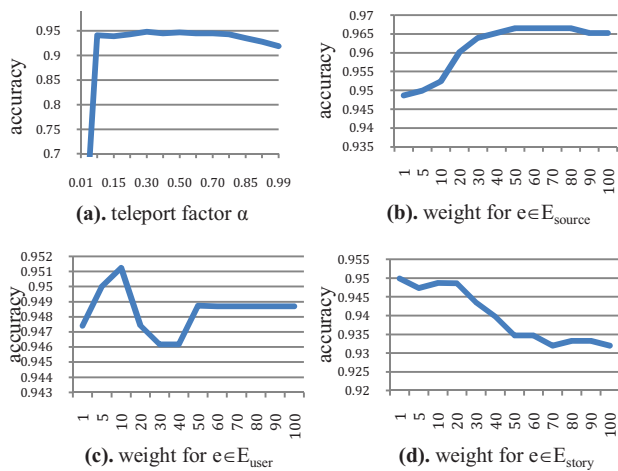 accuracy
0.95
0.9
0.85
0.8
0.75
0.7
0.01 0.15 0.30 0.50 0.70 0.85 0.99
(a). teleport factor α
accuracy
0.97
0.965
0.96
0.955
0.95
0.945
0.94
0.935
1 5 10 20 30 40 50 60 70 80 90 100
(b). weight for e∈E_source
accuracy
0.952
0.951
0.95
0.949
0.948
0.947
0.946
0.945
0.944
0.943
1 5 10 20 30 40 50 60 70 80 90 100
(c). weight for e∈E_user
accuracy
0.955
0.95
0.945
0.94
0.935
0.93
0.925
0.92
1 5 10 20 30 40 50 60 70 80 90 100
(d). weight for e∈E_story